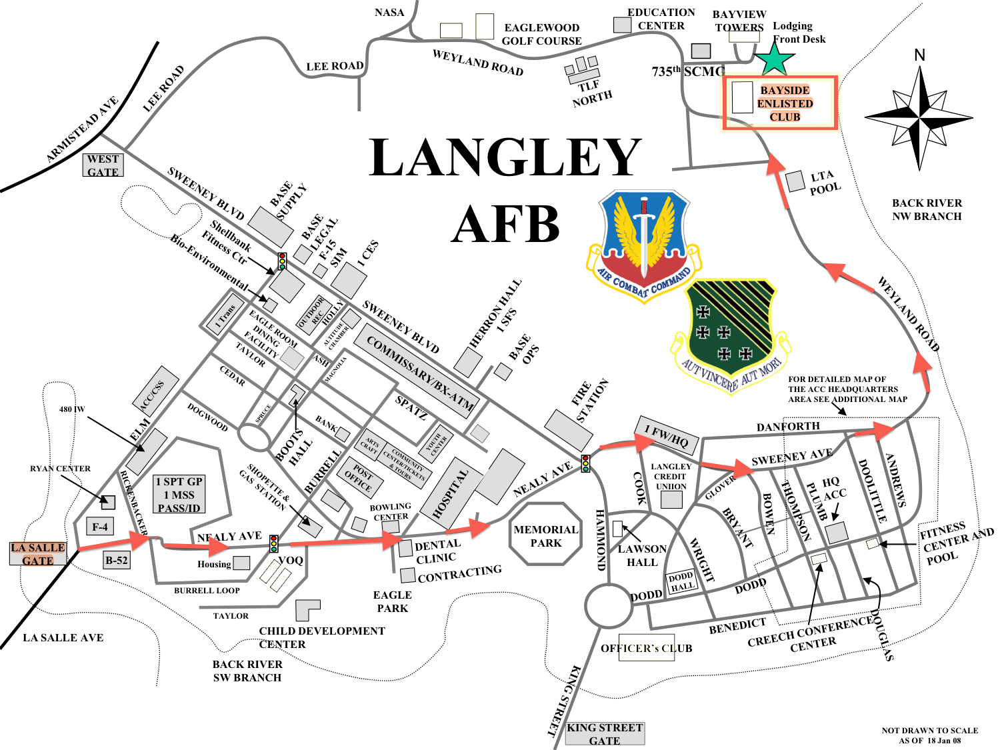 NASA
EAGLEWOOD
GOLF COURSE
EDUCATION
CENTER
BAYVIEW
TOWERS
Lodging
Front Desk
WEYLAND ROAD
LEE ROAD
735th SCMG
TLF
NORTH
BAYSIDE
ENLISTED
CLUB
N
LEE ROAD
ARMISTEAD AVE
WEST
GATE
LANGLEY
AFB
LTA
POOL
BACK RIVER
NW BRANCH
SWEENEY BLVD
BASE
SUPPLY
BASE
LEGAL
F-15
SIM
1 CES
Shellbank
Fitness Ctr
Bio-Environmental
AIR COMBAT COMMAND
AUT VINCERE AUT MORI
WEYLAND ROAD
1 Trans
EAGLE ROOM
DINING
FACILITY
OUTDOOR
REC
HOLLY
ALTITUDE
CHAMBER
SWEENEY BLVD
HERRON HALL
1 SFS
BASE
OPS
COMMISSARY/BX-ATM
TAYLOR
ASH
MAGNOLIA
CEDAR
ACC/CSS
DOGWOOD
SPRUCE
SPATZ
FIRE
STATION
FOR DETAILED MAP OF
THE ACC HEADQUARTERS
AREA SEE ADDITIONAL MAP
480 IW
ELM
BOOTS
HALL
BANK
ARTS
CRAFT
COMMUNITY
CENTER/TICKETS
& TOURS
YOUTH
CENTER
1 FW/HQ
DANFORTH
RYAN CENTER
RICKENBACKER
1 SPT GP
1 MSS
PASS/ID
SHOPETTE &
GAS STATION
BURRELL
POST
OFFICE
HOSPITAL
NEALY AVE
SWEENEY AVE
COOK
LANGLEY
CREDIT
UNIION
GLOVER
BOWEN
THOMPSON
PLUMB
HQ
ACC
DOOLITTLE
ANDREWS
BOWLING
CENTER
F-4
NEALY AVE
MEMORIAL
PARK
HAMMOND
BRYANT
WRIGHT
FITNESS
CENTER AND
POOL
LA SALLE
GATE
B-52
Housing
VOQ
DENTAL
CLINIC
CONTRACTING
LAWSON
HALL
DODD
HALL
DODD
DODD
BURRELL LOOP
TAYLOR
EAGLE
PARK
BENEDICT
CREECH CONFERENCE
CENTER
DOUGLAS
LA SALLE AVE
CHILD DEVELOPMENT
CENTER
BACK RIVER
SW BRANCH
OFFICER's CLUB
KING STREET
KING STREET
GATE
NOT DRAWN TO SCALE
AS OF 18 Jan 08